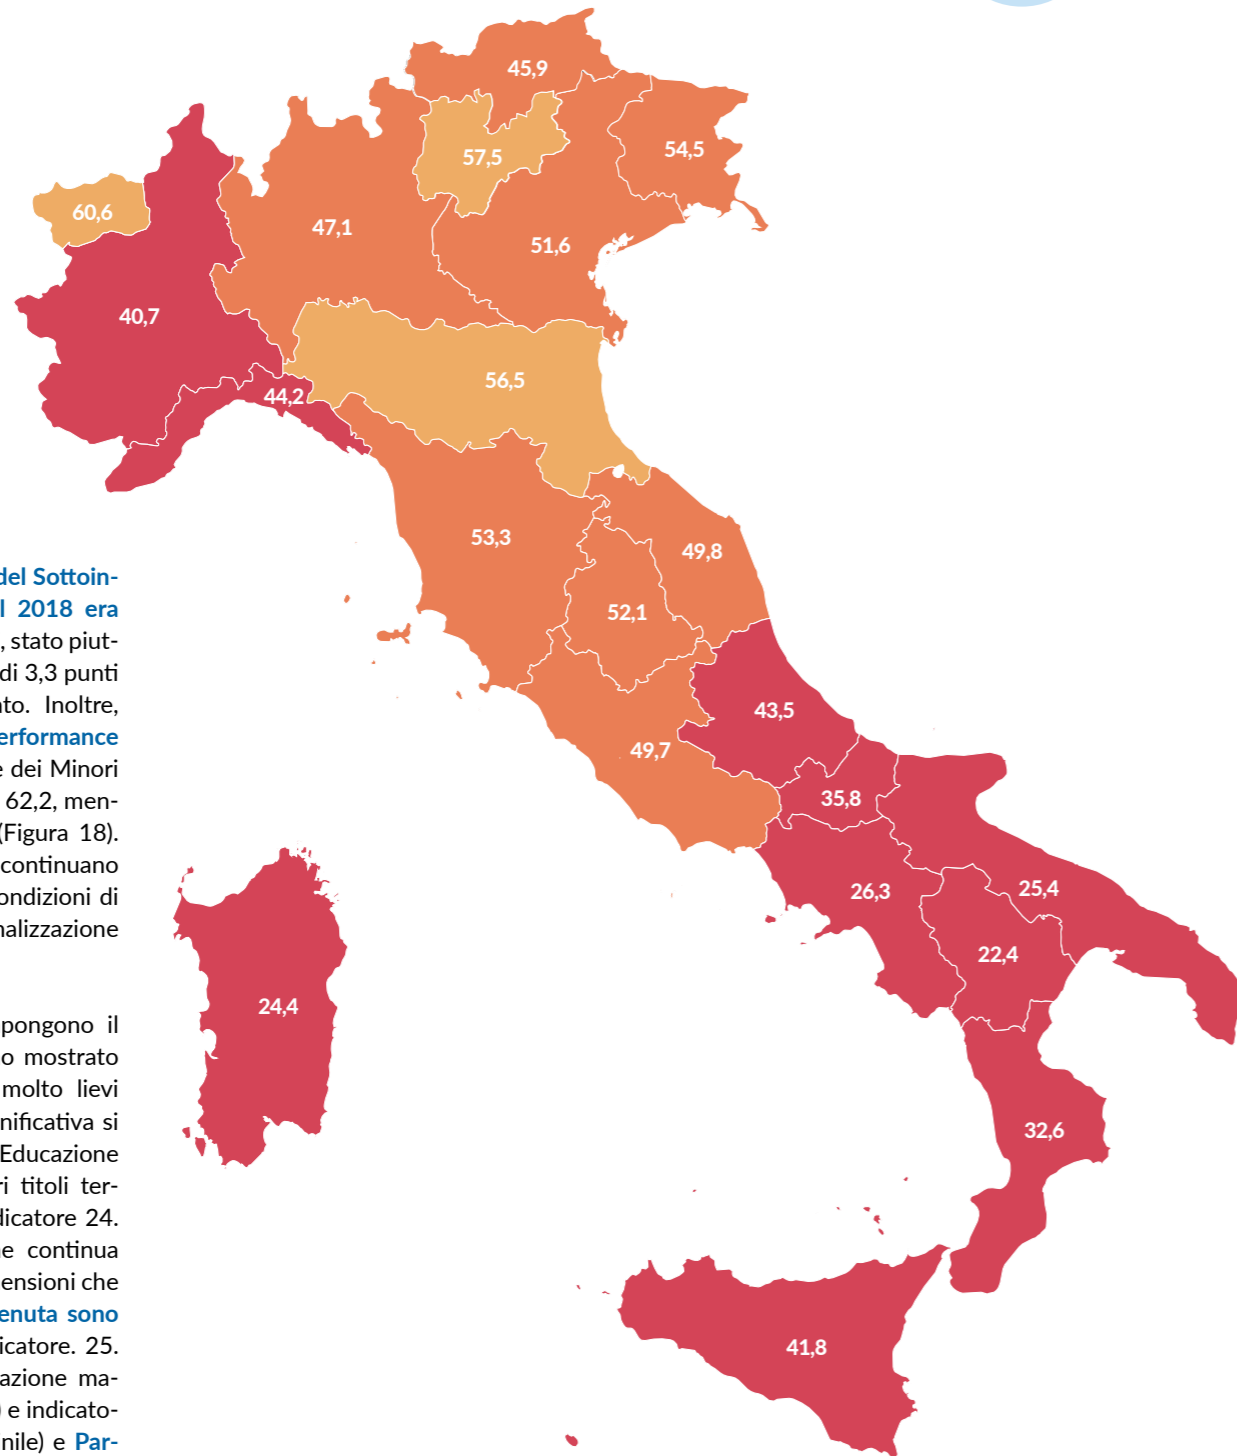 45,9
57,5
54,5
60,6
47,1
51,6
40,7
56,5
44,2
53,3
49,8
52,1
43,5
49,7
35,8
26,3
25,4
22,4
24,4
32,6
41,8
del Sottoin-
l 2018 era
, stato piut-
di 3,3 punti
nto. Inoltre,
erformance
e dei Minori
62,2, men-
(Figura 18).
continuano
ondizioni di
nalizzazione
pongono il
o mostrato
molto lievi
nificativa si
Educazione
ri titoli ter-
dicatore 24.
ne continua
ensioni che
enuta sono
icatore. 25.
azione ma-
) e indicato-
nile) e Par-